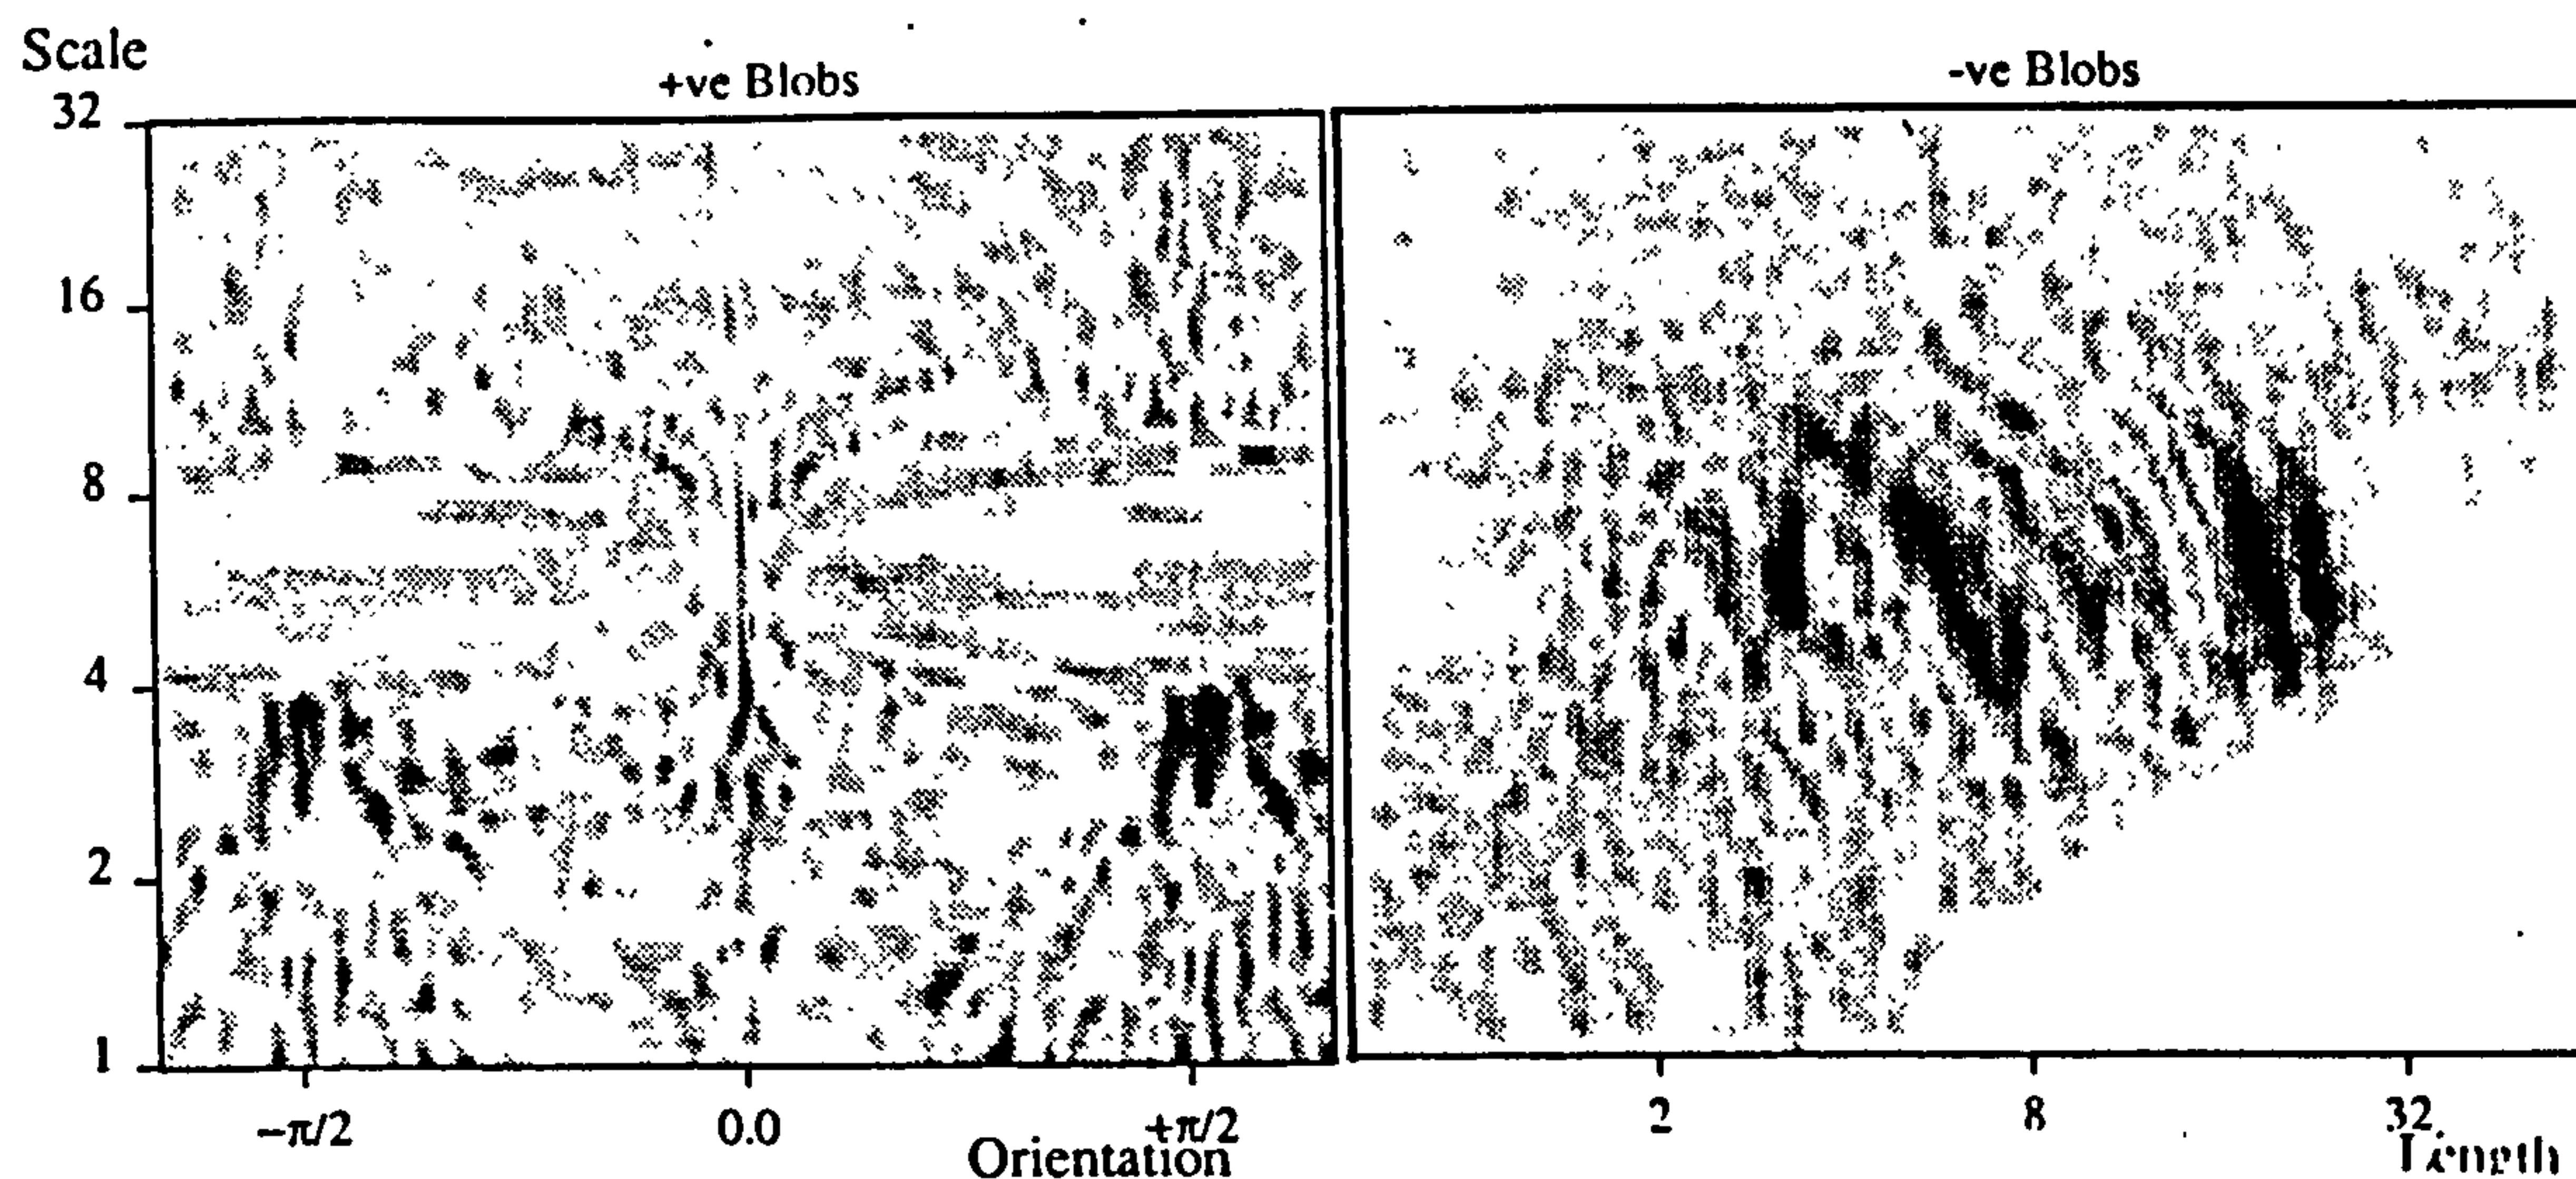 Scale
+ve Blobs
-ve Blobs
32
16
8
4
2
1
−π/2
0.0
+π/2
2
8
32
Orientation
Length